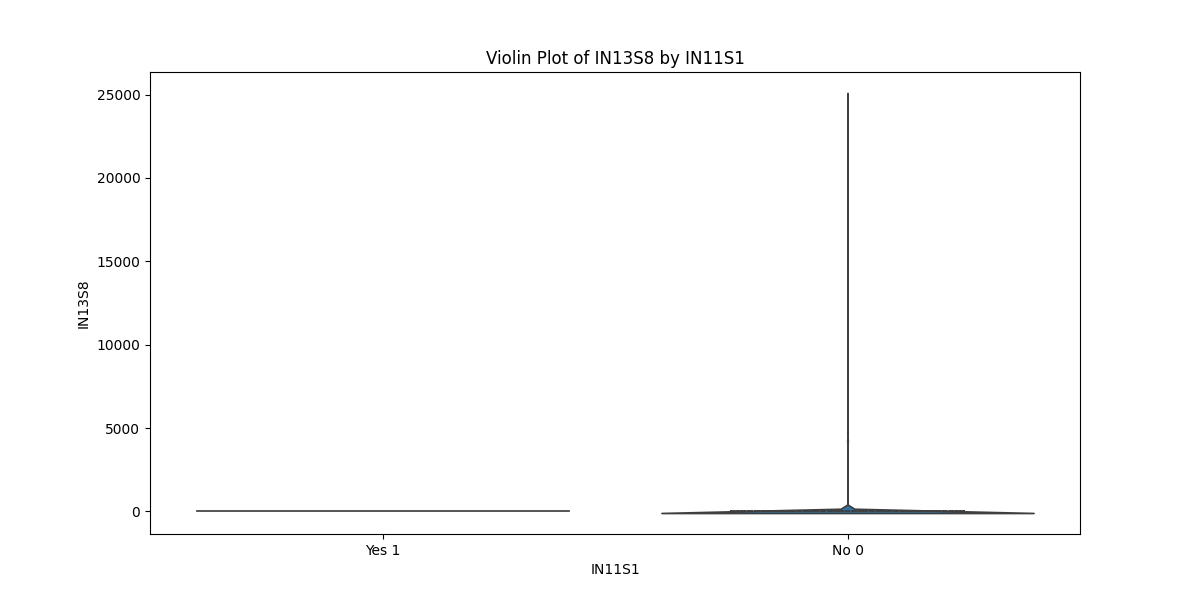 Violin Plot of IN13S8 by IN11S1
25000
20000
15000
10000
5000
0
IN13S8
Yes 1
No 0
IN11S1